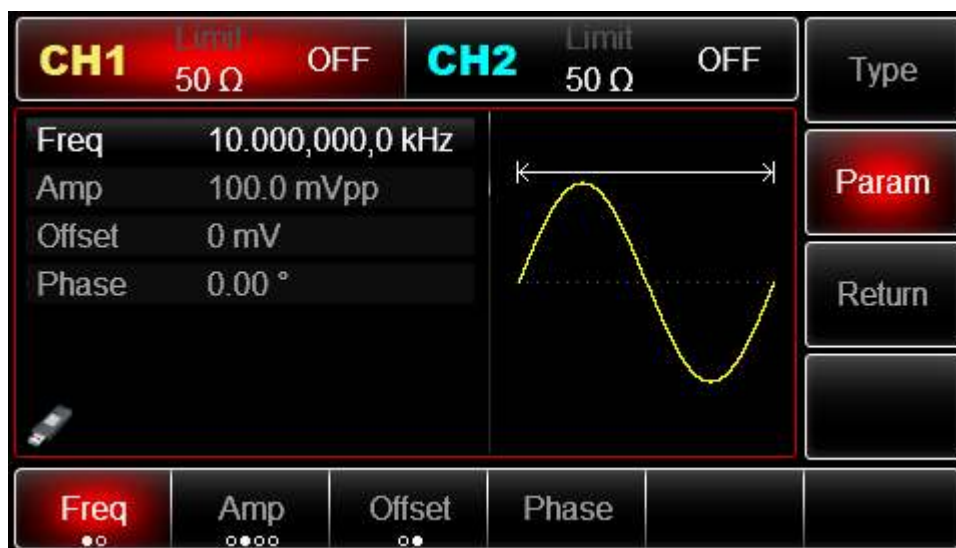 CH1 Limit 50 Ω OFF CH2 Limit 50 Ω OFF
Type
Freq 10.000,000,0 kHz
Amp 100.0 mVpp
Param
Offset 0 mV
Phase 0.00 °
Return
Freq Amp Offset Phase